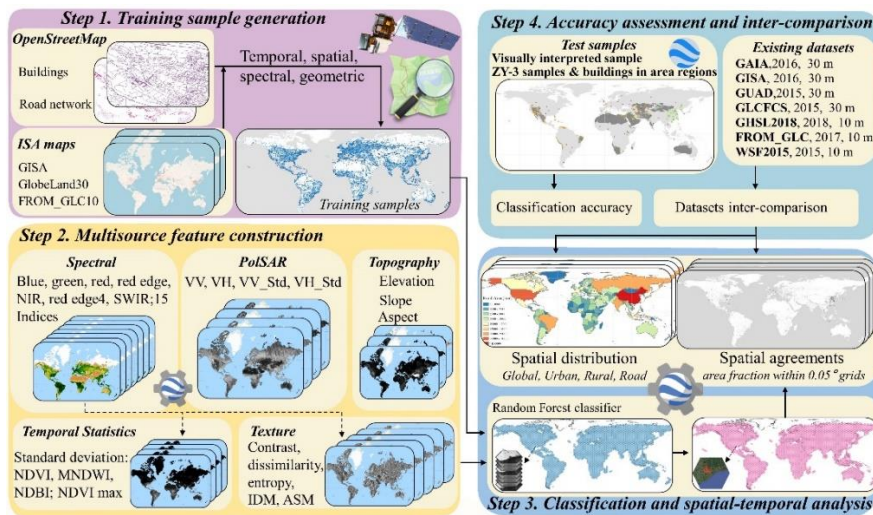 Step 1. Training sample generation
OpenStreetMap
Buildings
Road network
Temporal, spatial,
spectral, geometric
ISA maps
GISA
GlobeLand30
FROM_GLC10
Training samples
Step 2. Multisource feature construction
Spectral
Blue, green, red, red edge,
NIR, red edge4, SWIR;15
Indices
PolSAR
VV, VH, VV_Std, VH_Std
Topography
Elevation
Slope
Aspect
Temporal Statistics
Standard deviation:
NDVI, MNDWI,
NDBI; NDVI max
Texture
Contrast,
dissimilarity,
entropy,
IDM, ASM
Step 4. Accuracy assessment and inter-comparison
Test samples
Visually interpreted sample
ZY-3 samples & buildings in area regions
Existing datasets
GAIA,2016, 30 m
GISA, 2016, 30 m
GUAD,2015, 30 m
GLCFCS, 2015, 30 m
GHSL2018, 2018, 10 m
FROM_GLC, 2017, 10 m
WSF2015, 2015, 10 m
Classification accuracy
Datasets inter-comparison
Spatial distribution
Global, Urban, Rural, Road
Spatial agreements
area fraction within 0.05° grids
Random Forest classifier
Step 3. Classification and spatial-temporal analysis